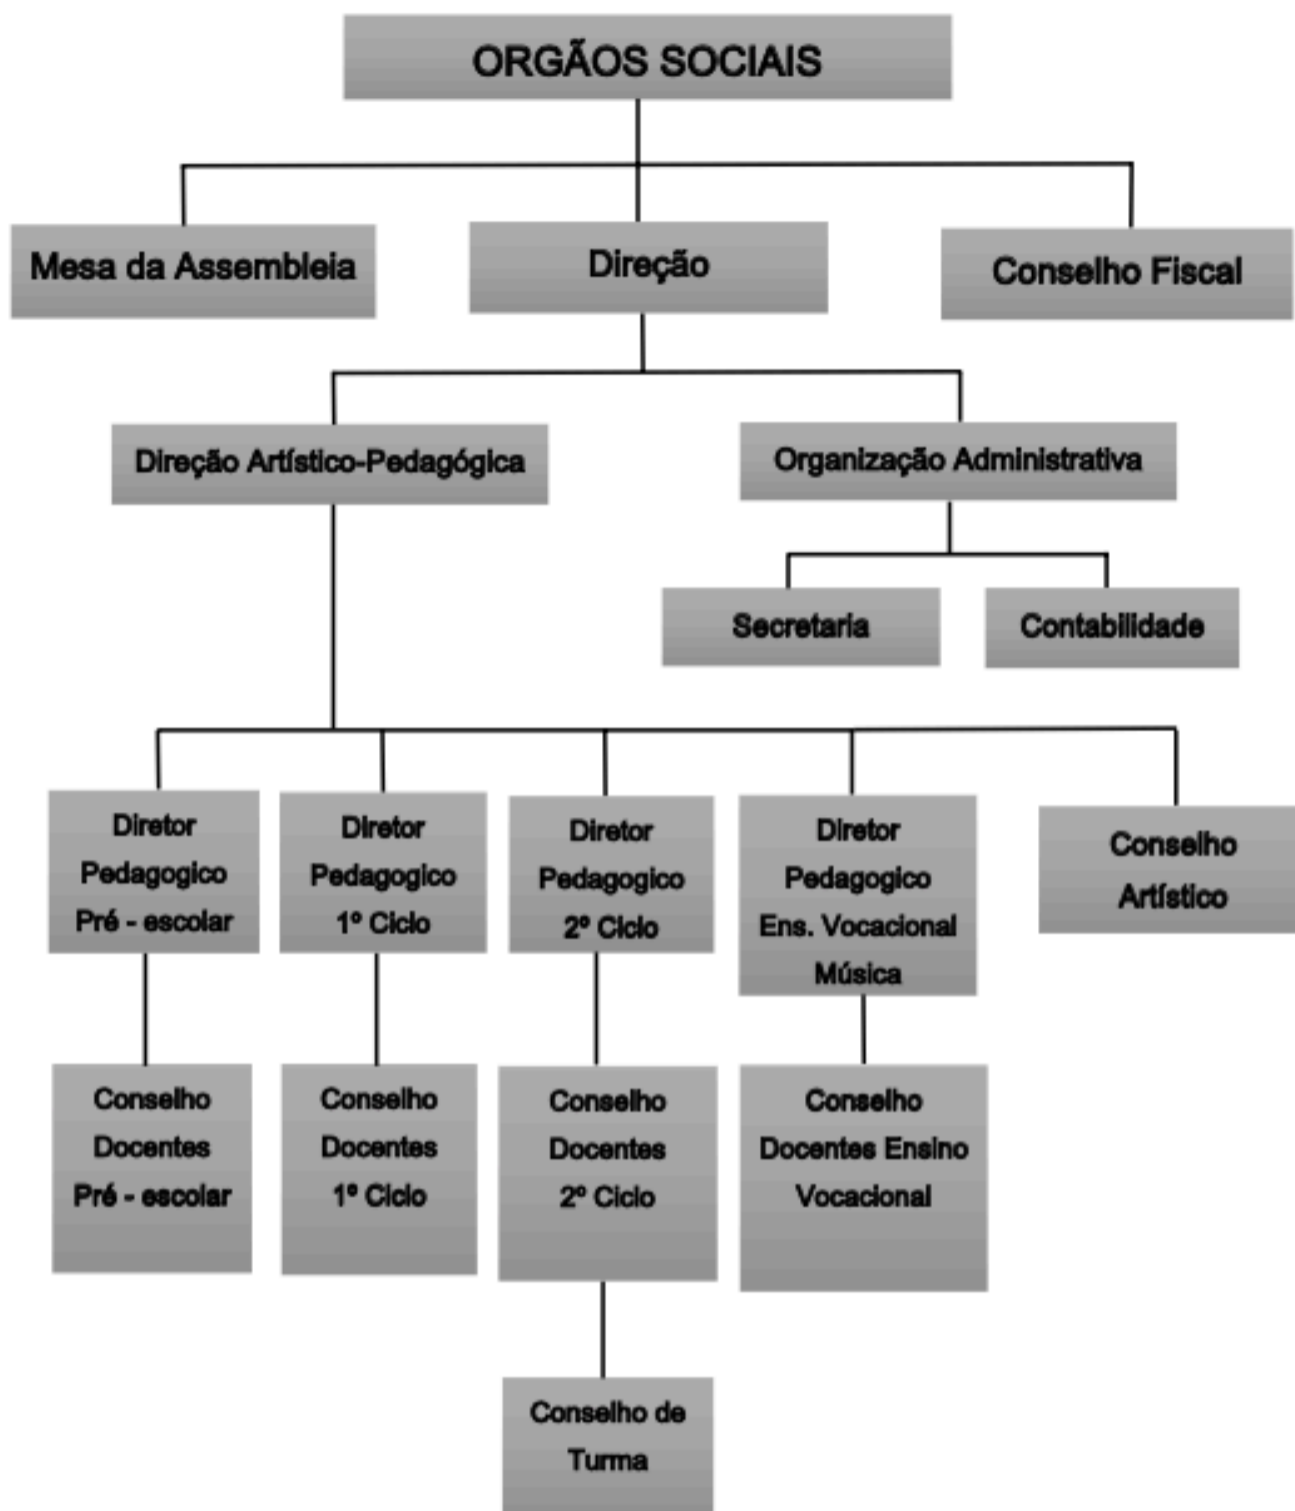 ORGÃOS SOCIAIS
Mesa da Assembleia
Direção
Conselho Fiscal
Direção Artístico-Pedagógica
Organização Administrativa
Secretaria
Contabilidade
Diretor
Pedagogico
Pré - escolar
Diretor
Pedagogico
1º Ciclo
Diretor
Pedagogico
2º Ciclo
Diretor
Pedagogico
Ens. Vocacional
Música
Conselho
Artístico
Conselho
Docentes
Pré - escolar
Conselho
Docentes
1º Ciclo
Conselho
Docentes
2º Ciclo
Conselho
Docentes Ensino
Vocacional
Conselho de
Turma